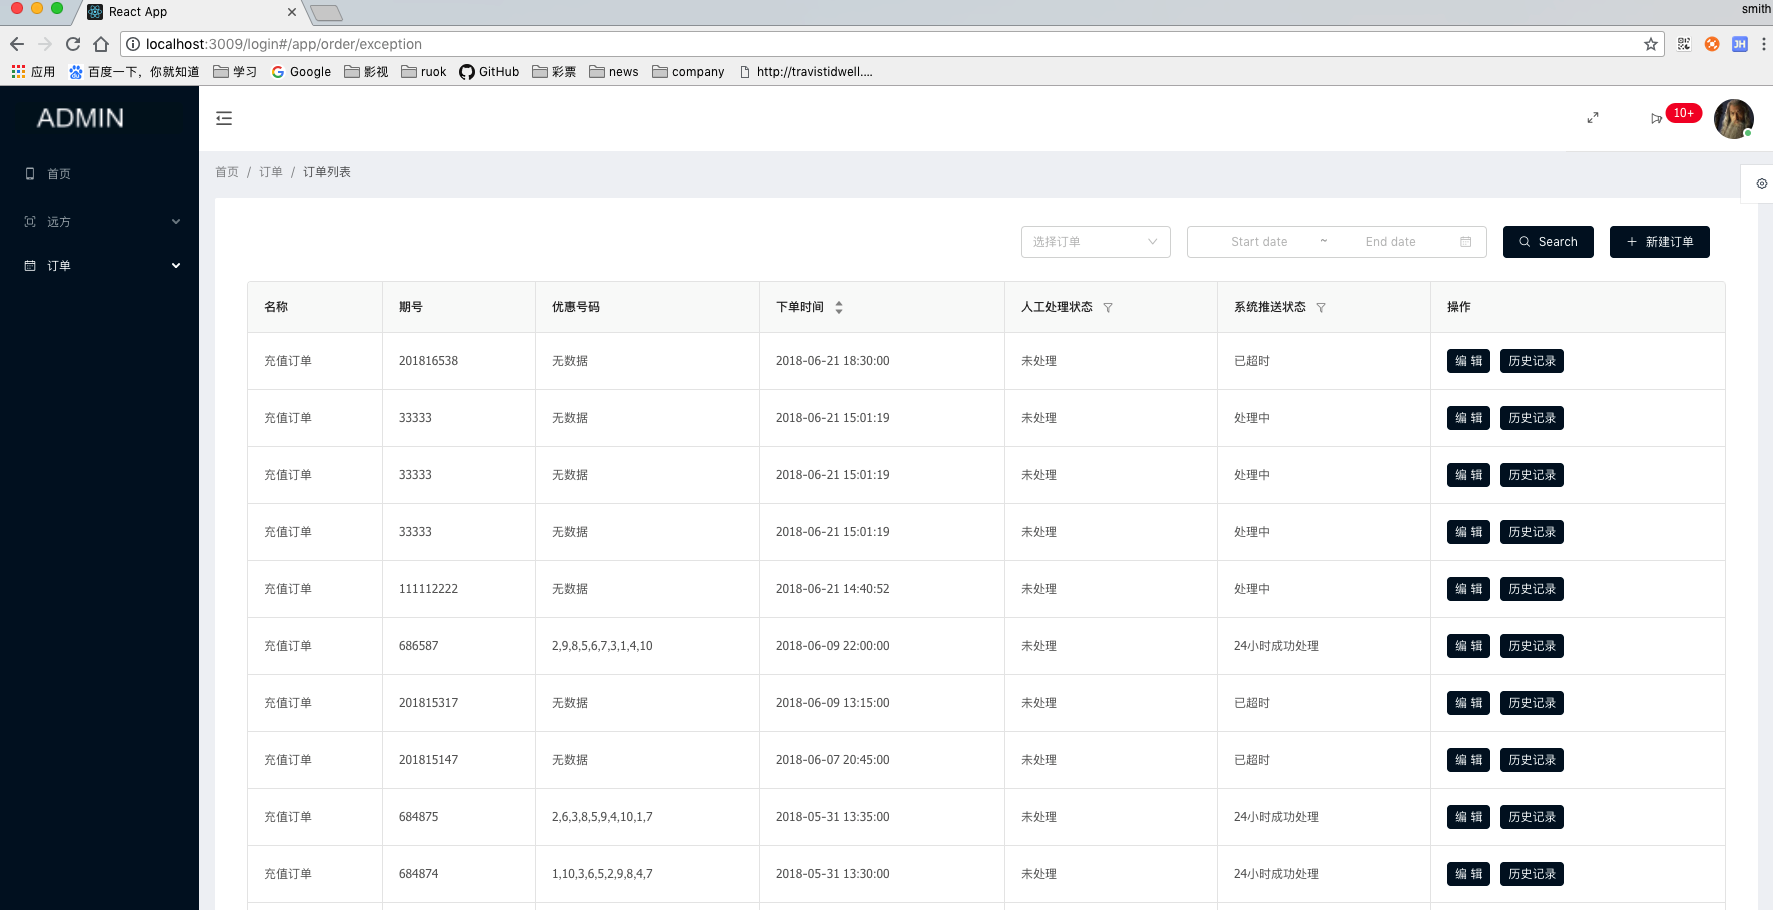 React App
smith
localhost:3009/login#/app/order/exception
JH
应用 百度一下，你就知道 学习 Google 影视 ruok GitHub 彩票 news company http://travistidwell....
ADMIN
10+
首页
远方
订单
首页 / 订单 / 订单列表
选择订单 Start date ~ End date Search 新建订单
名称 期号 优惠号码 下单时间 人工处理状态 系统推送状态 操作
充值订单 201816538 无数据 2018-06-21 18:30:00 未处理 已超时 编 辑 历史记录
充值订单 33333 无数据 2018-06-21 15:01:19 未处理 处理中 编 辑 历史记录
充值订单 33333 无数据 2018-06-21 15:01:19 未处理 处理中 编 辑 历史记录
充值订单 33333 无数据 2018-06-21 15:01:19 未处理 处理中 编 辑 历史记录
充值订单 111112222 无数据 2018-06-21 14:40:52 未处理 处理中 编 辑 历史记录
充值订单 686587 2,9,8,5,6,7,3,1,4,10 2018-06-09 22:00:00 未处理 24小时成功处理 编 辑 历史记录
充值订单 201815317 无数据 2018-06-09 13:15:00 未处理 已超时 编 辑 历史记录
充值订单 201815147 无数据 2018-06-07 20:45:00 未处理 已超时 编 辑 历史记录
充值订单 684875 2,6,3,8,5,9,4,10,1,7 2018-05-31 13:35:00 未处理 24小时成功处理 编 辑 历史记录
充值订单 684874 1,10,3,6,5,2,9,8,4,7 2018-05-31 13:30:00 未处理 24小时成功处理 编 辑 历史记录